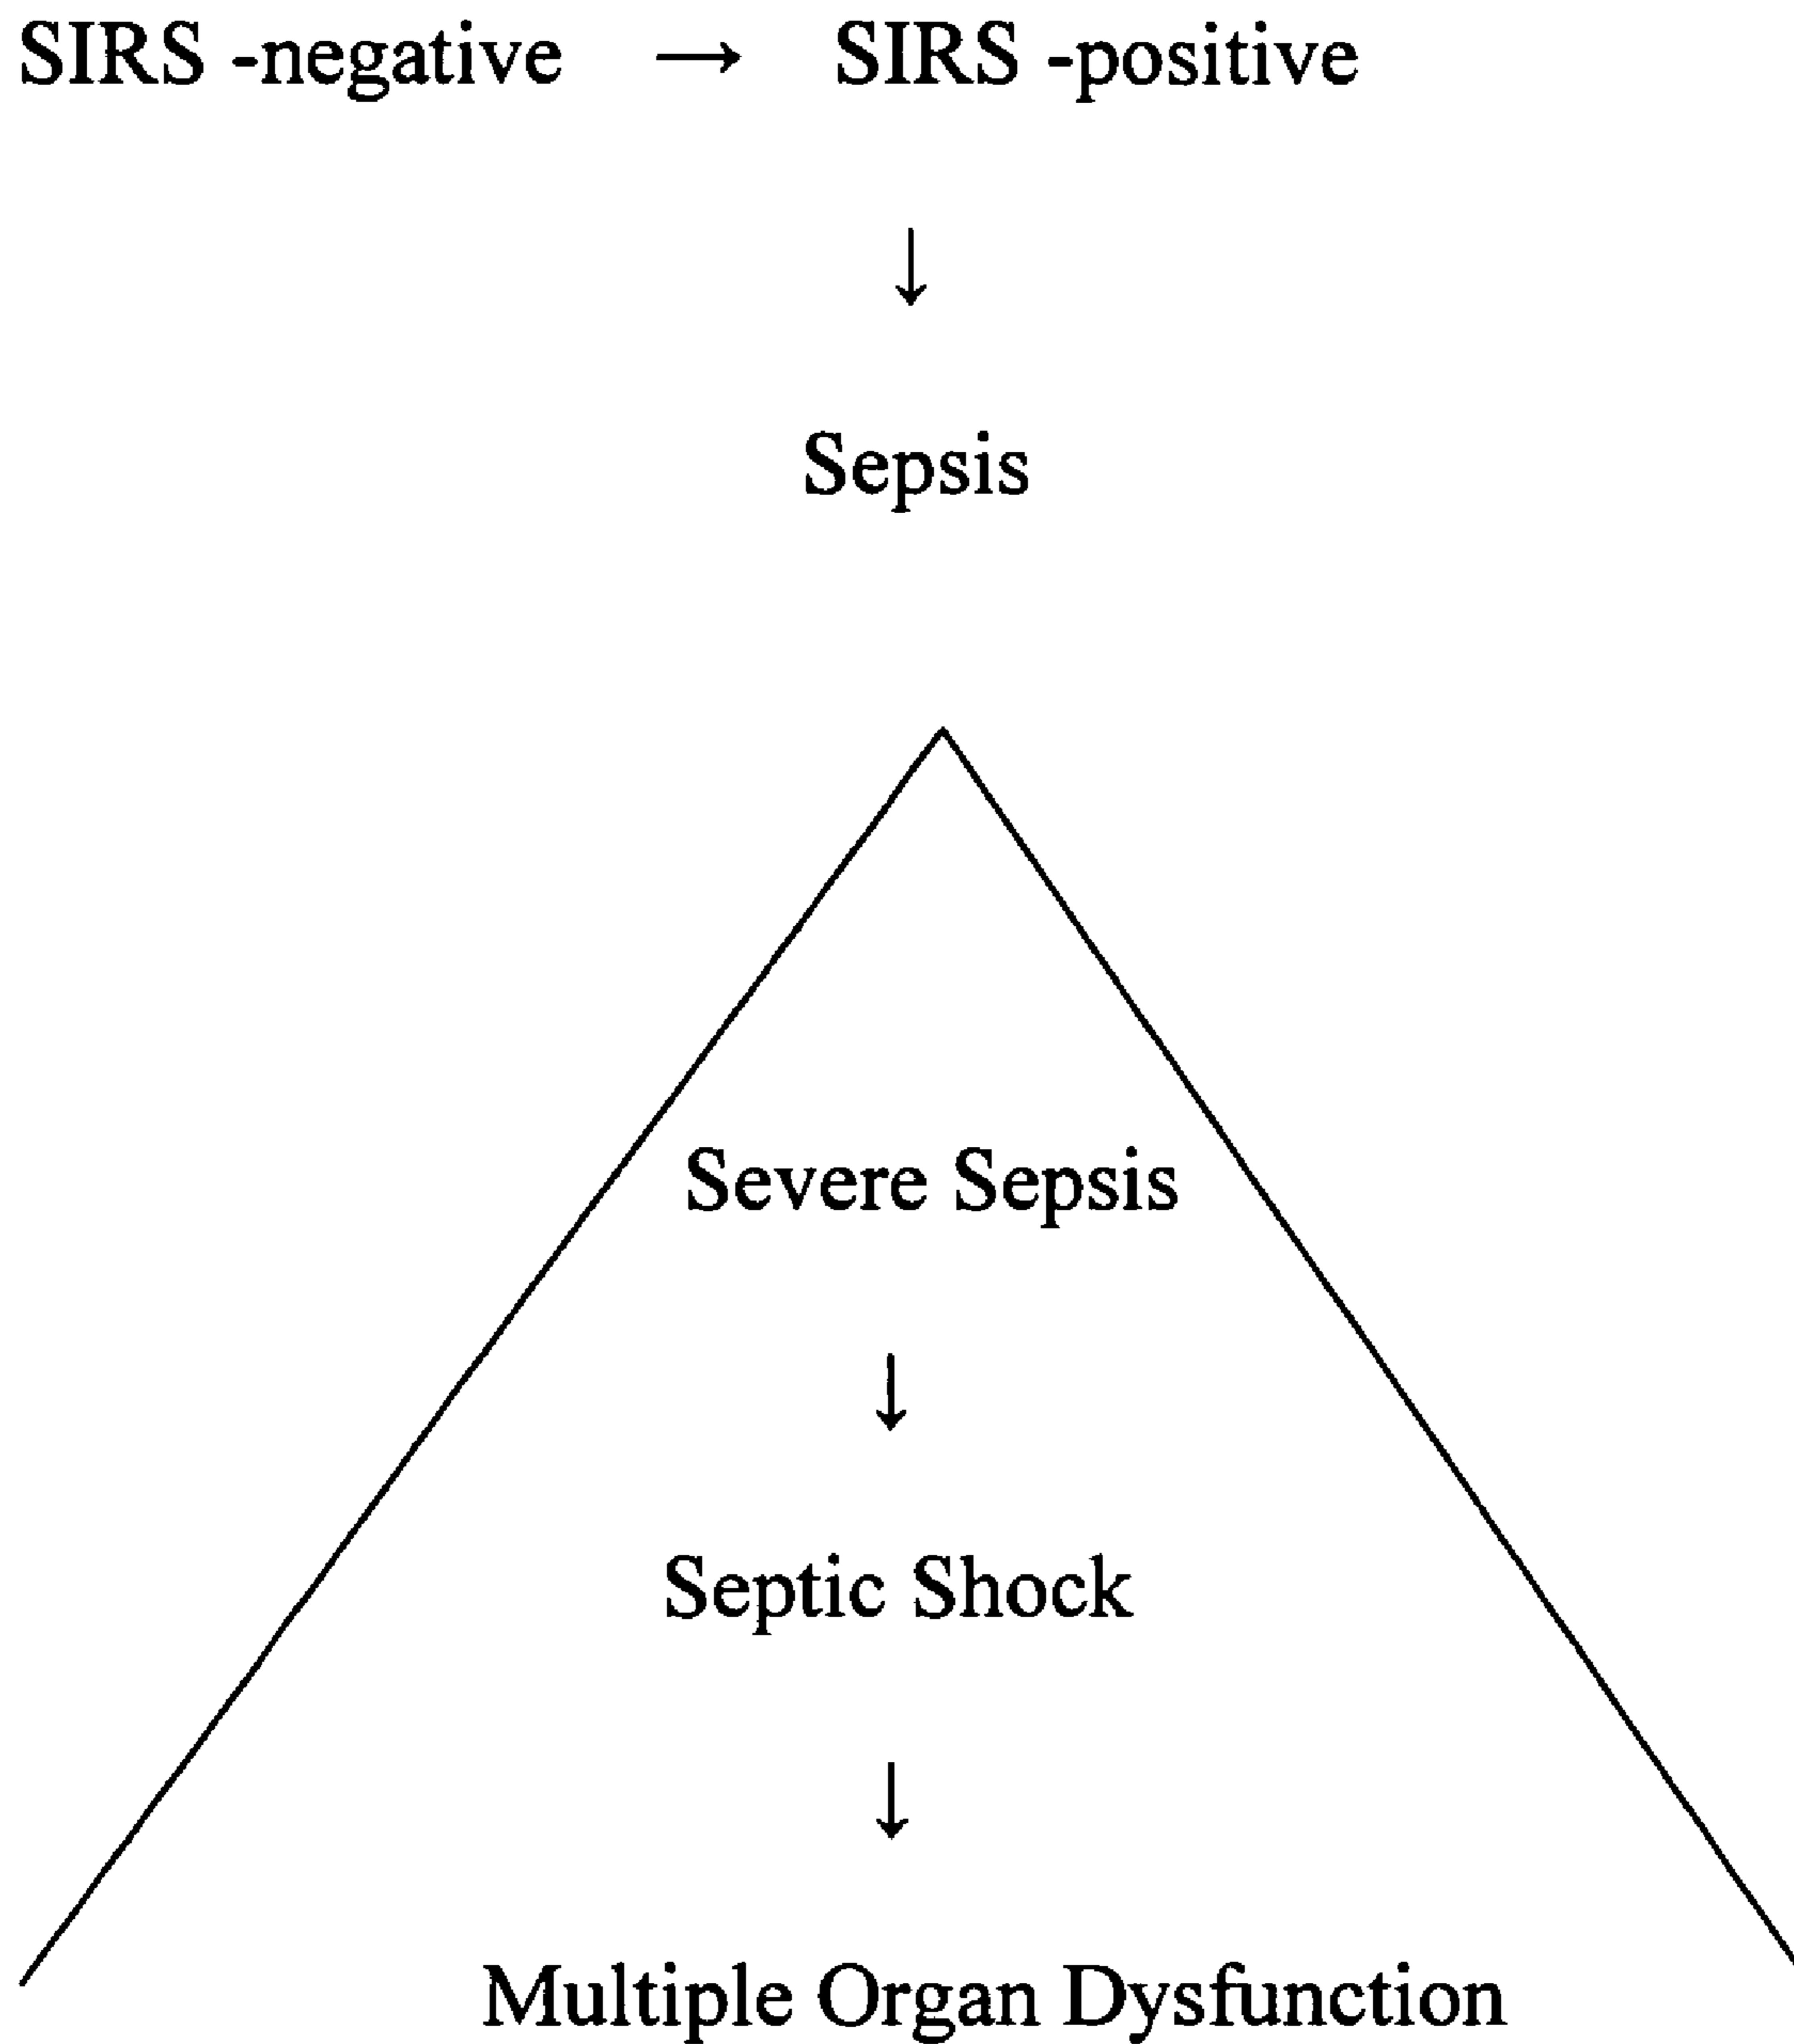 SIRS -negative → SIRS -positive
↓
Sepsis
Severe Sepsis
↓
Septic Shock
↓
Multiple Organ Dysfunction